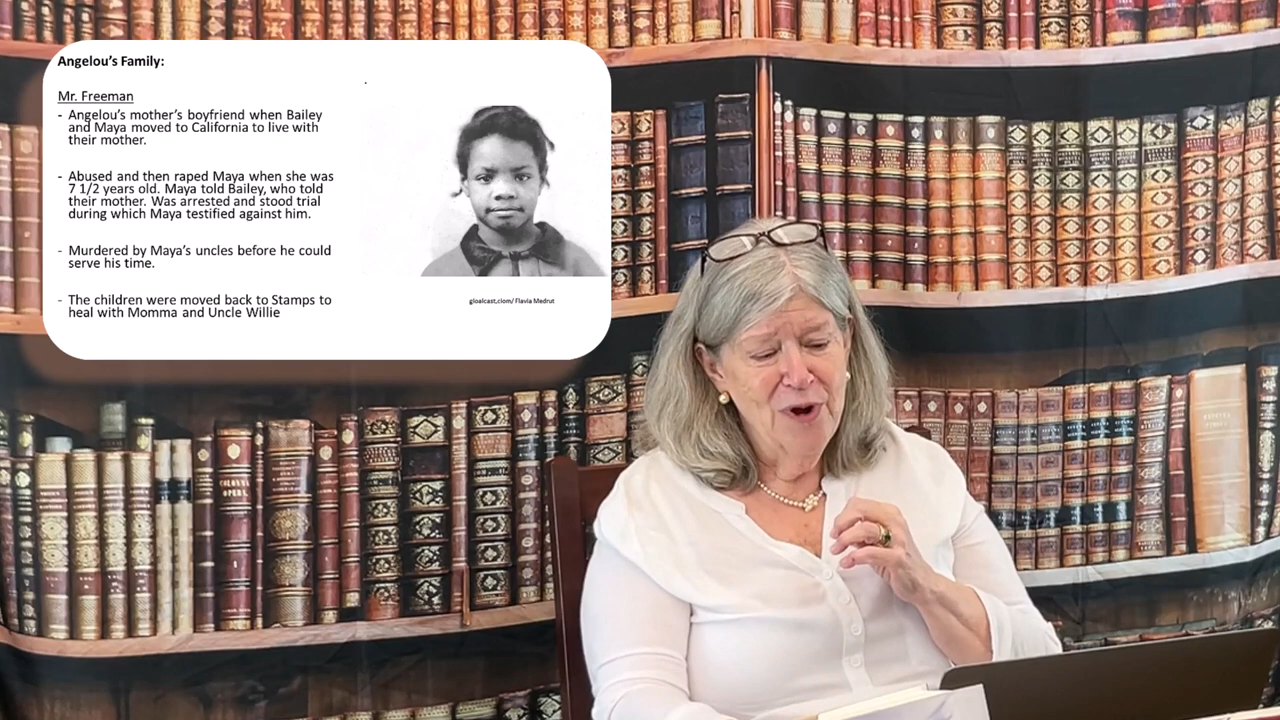 Angelou's Family:
Mr. Freeman
- Angelou's mother's boyfriend when Bailey
and Maya moved to California to live with
their mother.
- Abused and then raped Maya when she was
7 1/2 years old. Maya told Bailey, who told
their mother. Was arrested and stood trial
during which Maya testified against him.
- Murdered by Maya's uncles before he could
serve his time.
- The children were moved back to Stamps to
heal with Momma and Uncle Willie
gloalcast,ciom/ Flavia Medrut